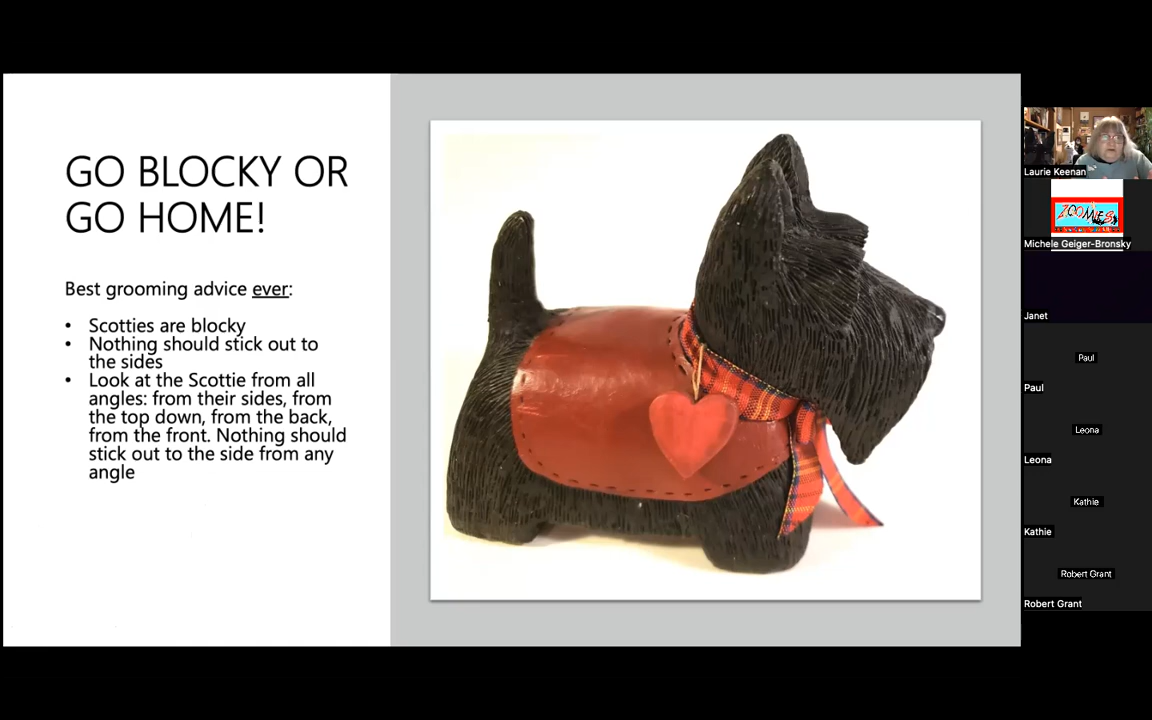 GO BLOCKY OR
GO HOME!
Best grooming advice ever:
• Scotties are blocky
• Nothing should stick out to
the sides
• Look at the Scottie from all
angles: from their sides, from
the top down, from the back,
from the front. Nothing should
stick out to the side from any
angle
Laurie Keenan
ZOOMIES
Michele Geiger-Bronsky
Janet
Paul
Paul
Leona
Leona
Kathie
Kathie
Robert Grant
Robert Grant